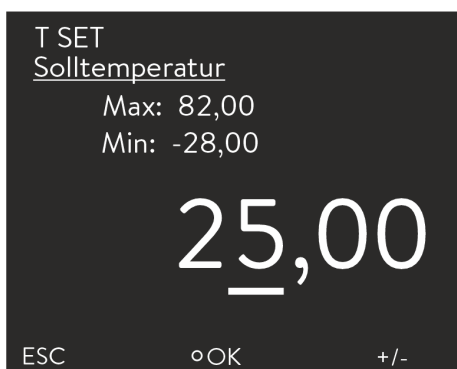 T SET
Solltemperatur
Max: 82,00
Min: -28,00
25,00
ESC OK +/-